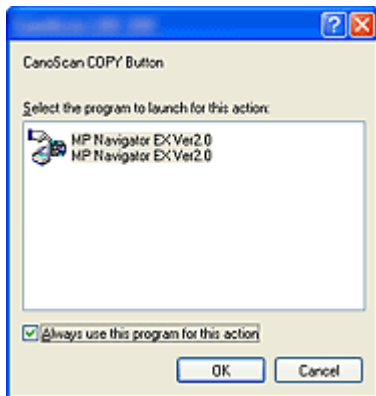 CanoScan COPY Button
Select the program to launch for this action:
MP Navigator EX Ver2.0
MP Navigator EX Ver2.0
Always use this program for this action
OK Cancel